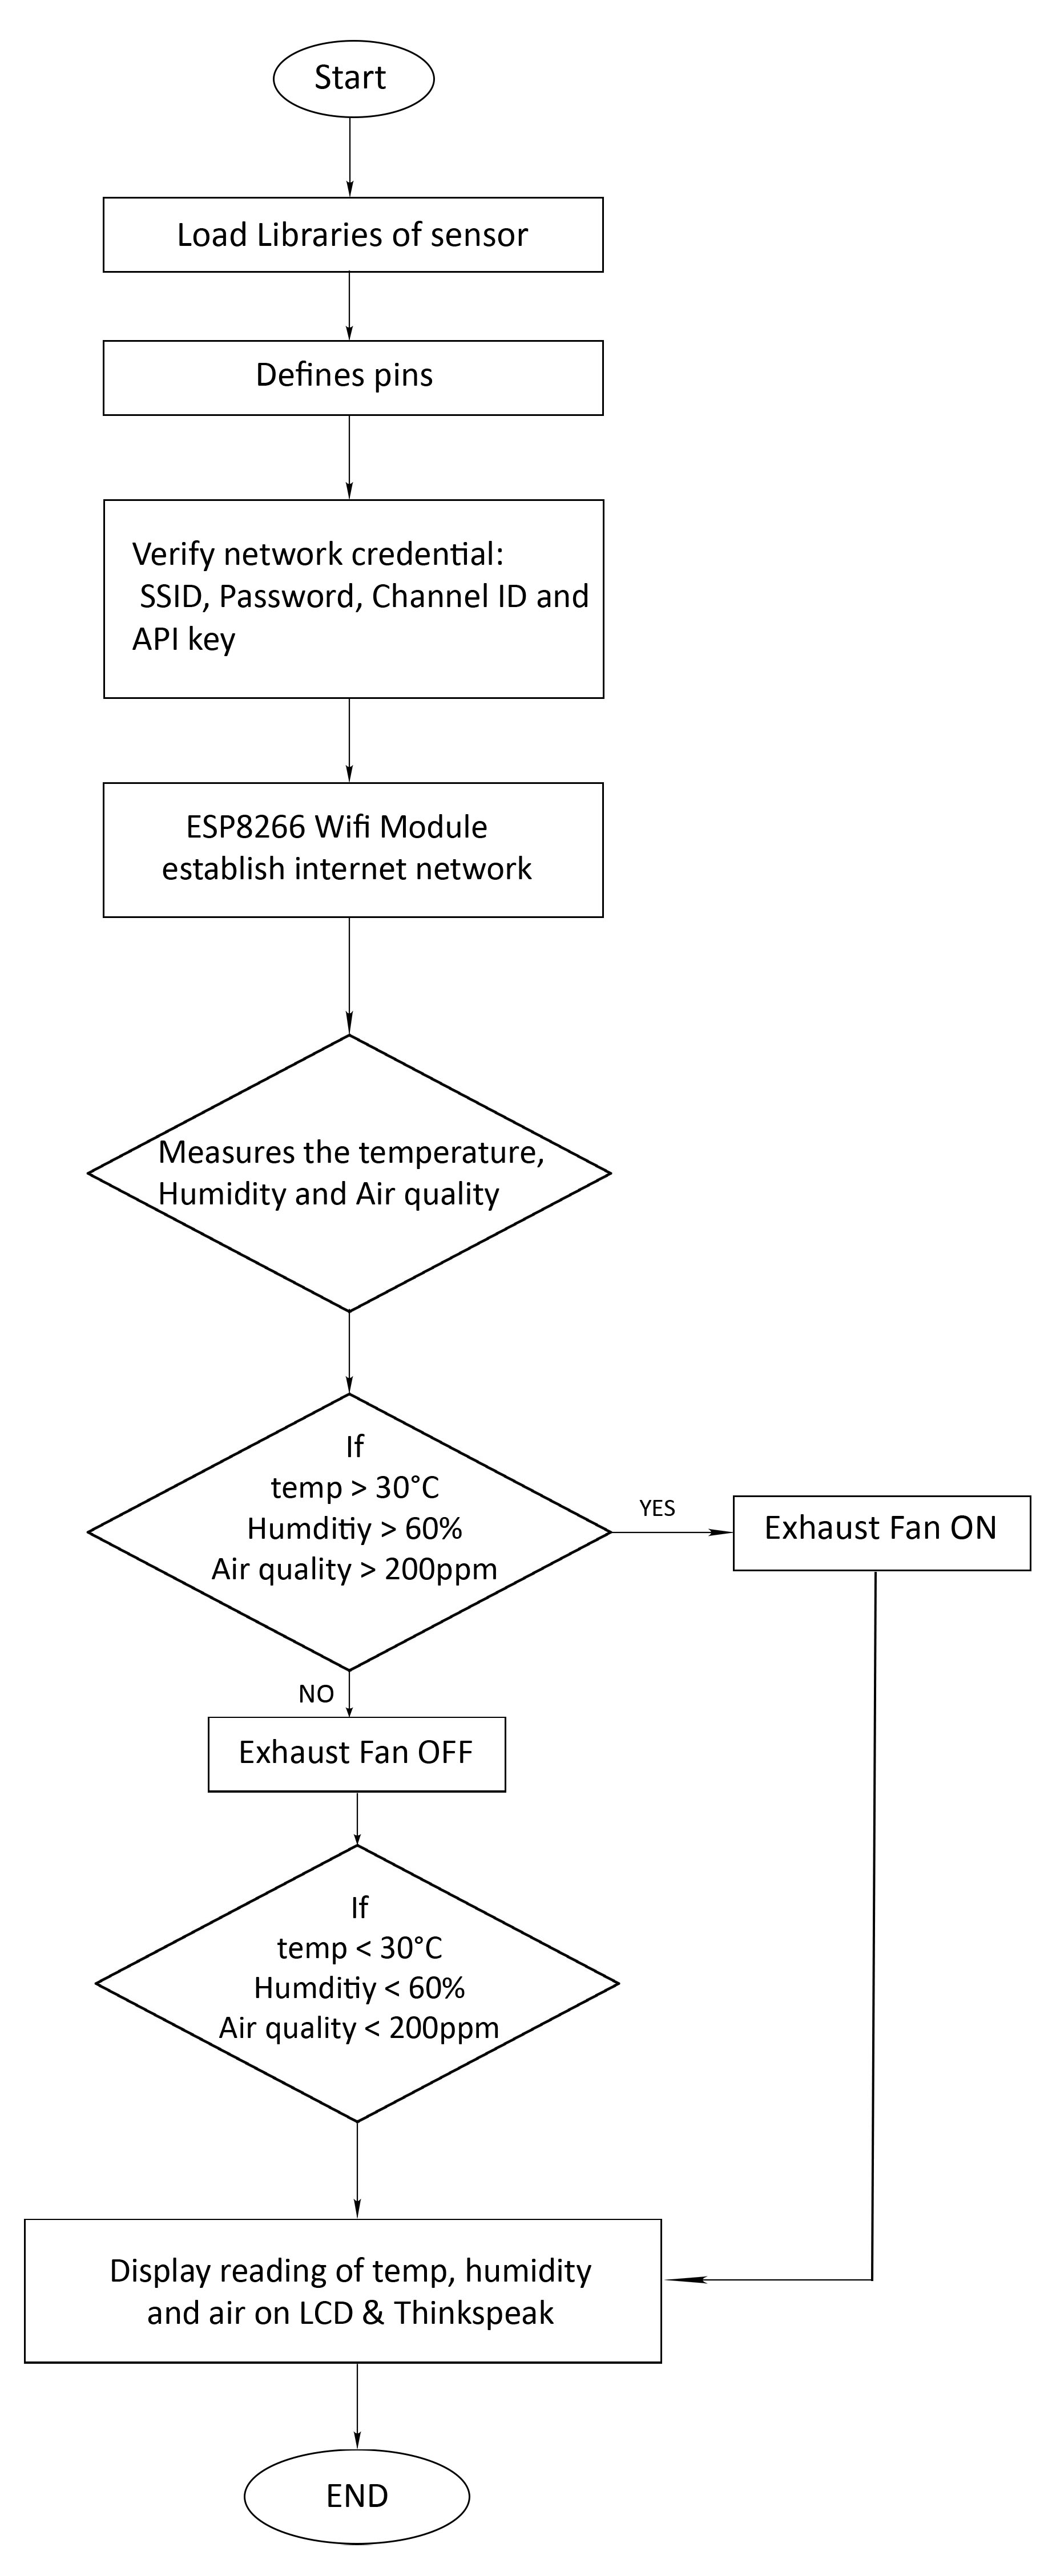 Start
Load Libraries of sensor
Defines pins
Verify network credential:
SSID, Password, Channel ID and
API key
ESP8266 Wifi Module
establish internet network
Measures the temperature,
Humidity and Air quality
If
temp > 30°C
Humditiy > 60%
Air quality > 200ppm
YES
Exhaust Fan ON
NO
Exhaust Fan OFF
If
temp < 30°C
Humditiy < 60%
Air quality < 200ppm
Display reading of temp, humidity
and air on LCD & Thinkspeak
END